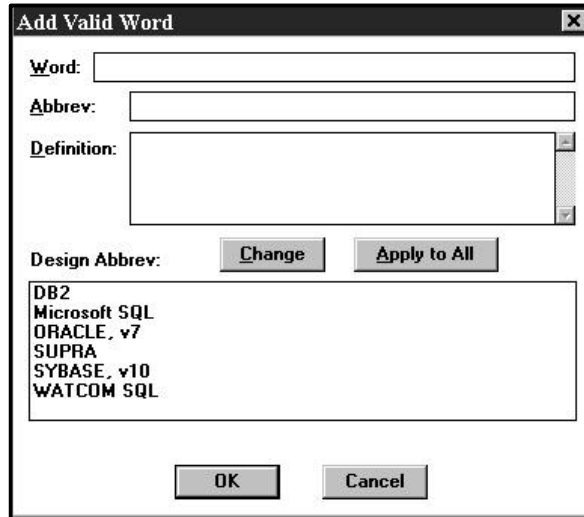 Add Valid Word
Word:
Abbrev:
Definition:
Design Abbrev: Change Apply to All
DB2
Microsoft SQL
ORACLE, v7
SUPRA
SYBASE, v10
WATCOM SQL
OK Cancel